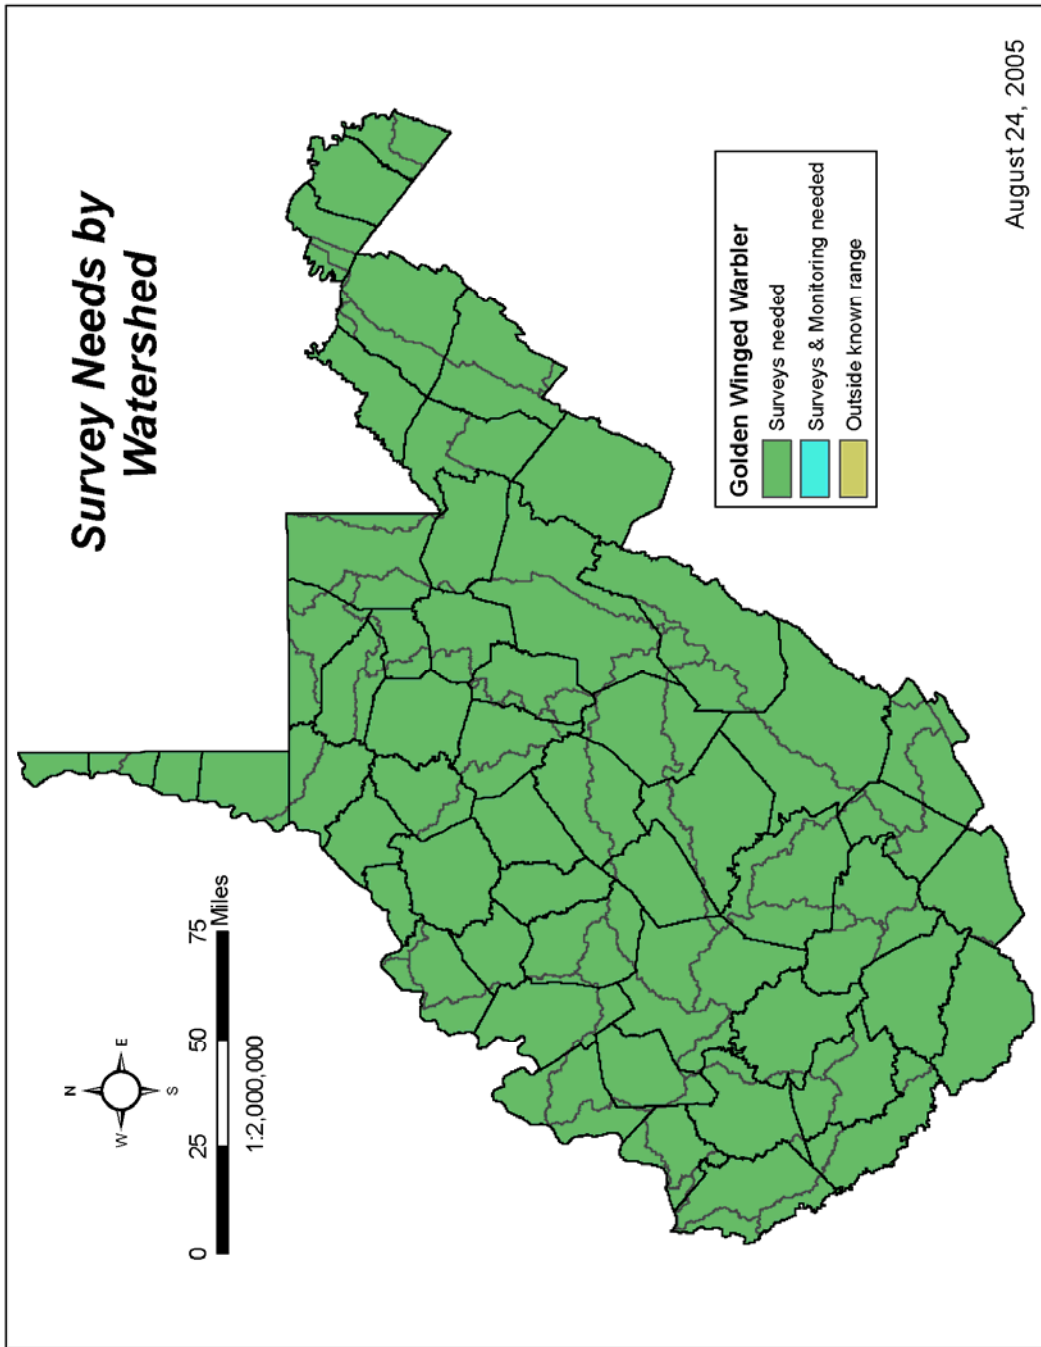 Survey Needs by
Watershed
N
W
E
S
0
25
50
75
Miles
1:2,000,000
Golden Winged Warbler
Surveys needed
Surveys & Monitoring needed
Outside known range
August 24, 2005